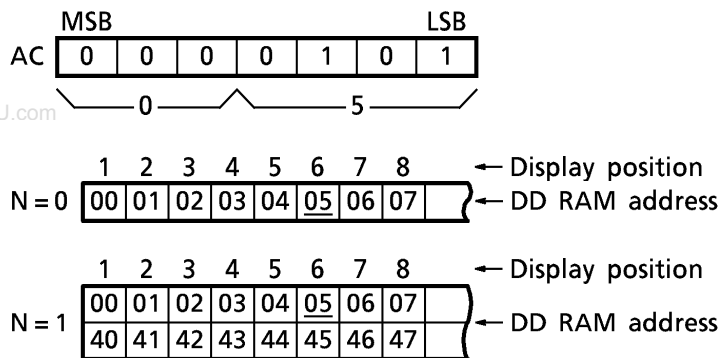 MSB LSB
AC 0 0 0 0 1 0 1
0 5
U.com
1 2 3 4 5 6 7 8 ← Display position
N = 0 00 01 02 03 04 05 06 07 ← DD RAM address
1 2 3 4 5 6 7 8 ← Display position
00 01 02 03 04 05 06 07
N = 1 ← DD RAM address
40 41 42 43 44 45 46 47